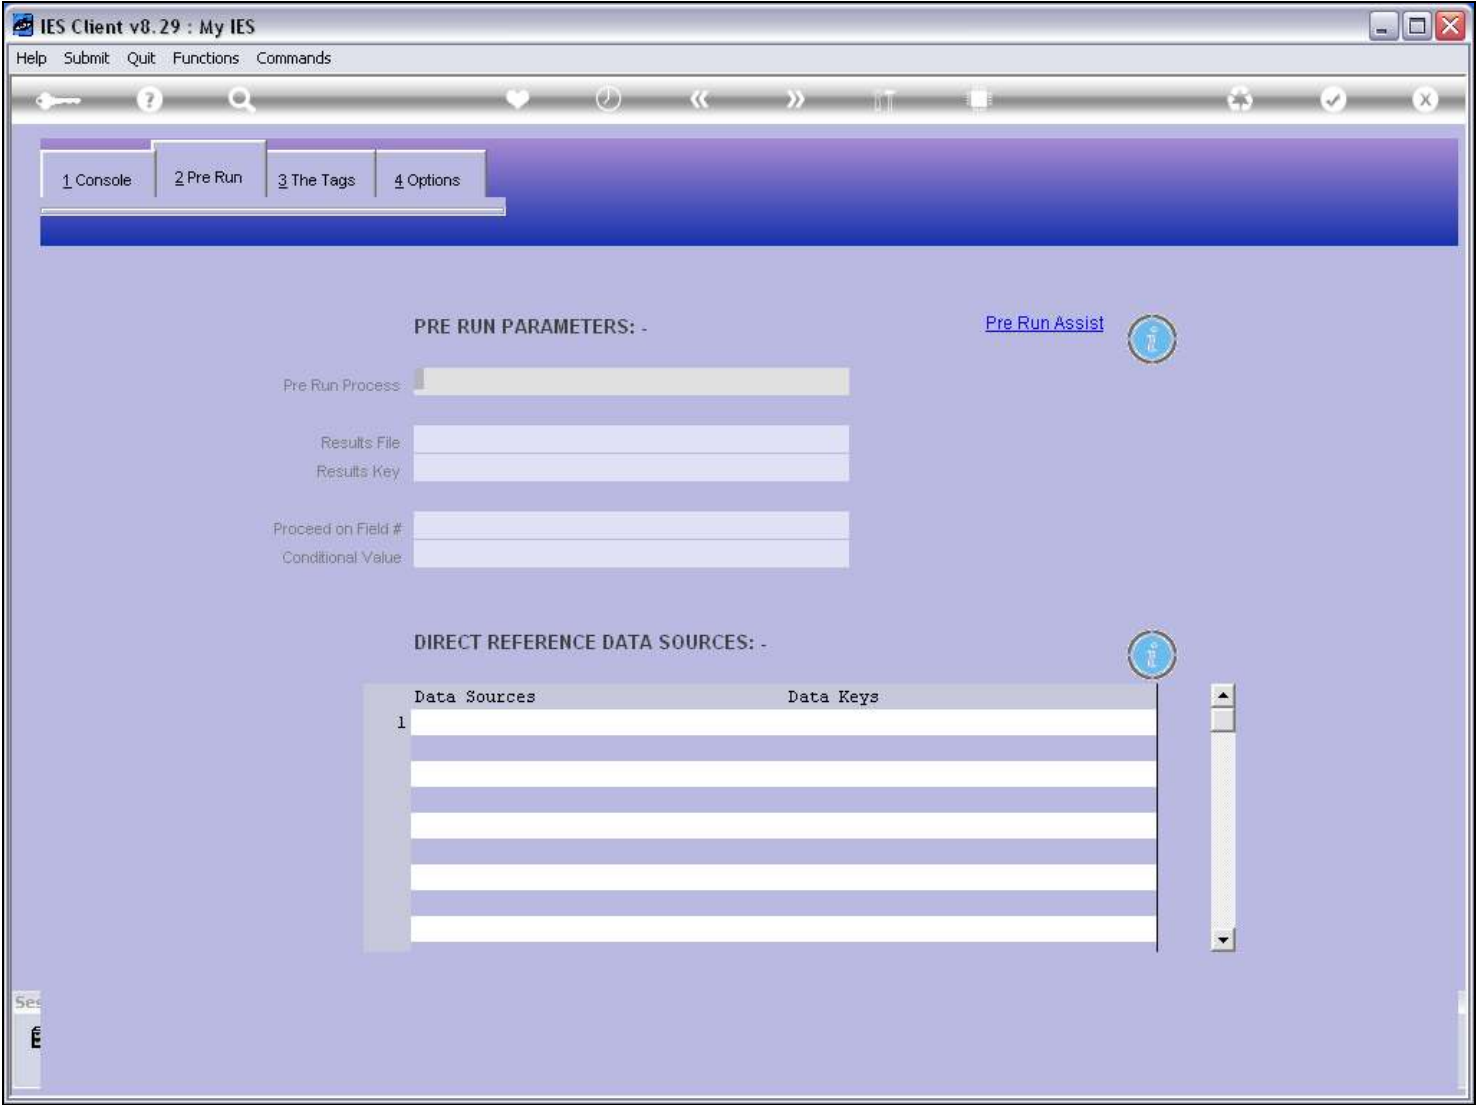 IES Client v8.29 : My IES
Help Submit Quit Functions Commands
1 Console
2 Pre Run
3 The Tags
4 Options
PRE RUN PARAMETERS: -
Pre Run Assist
Pre Run Process
Results File
Results Key
Proceed on Field #
Conditional Value
DIRECT REFERENCE DATA SOURCES: -
Data Sources Data Keys
1
Ses